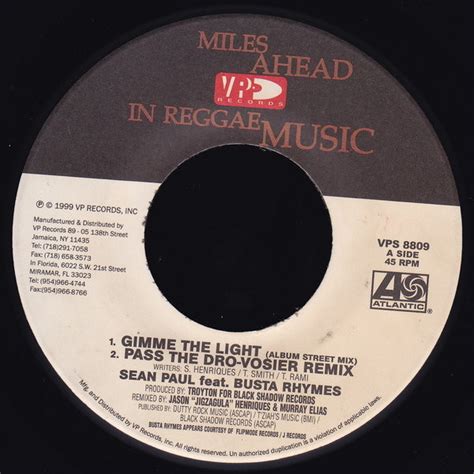 MILES
AHEAD
VP
RECORDS
IN REGGAE
MUSIC
℗ © 1999 VP RECORDS, INC
Manufactured & Distributed by
VP Records 89 - 05 138th Street
Jamaica, NY 11435
Tel: (718)291-7058
Fax: (718) 658-3573
In Florida, 6022 S.W. 21st Street
MIRAMAR, FL 33023
Tel: (954)966-4744
Fax: (954)966-8766
VPS 8809
A SIDE
45 RPM
ATLANTIC
1. GIMME THE LIGHT (ALBUM STREET MIX)
2. PASS THE DRO-VOSIER REMIX
WRITERS: S. HENRIQUES / T. SMITH / T. RAMI
SEAN PAUL feat. BUSTA RHYMES
PRODUCED BY: TROYTON FOR BLACK SHADOW RECORDS
REMIXED BY: JASON "JIGZAGULA" HENRIQUES & MURRAY ELIAS
PUBLISHED BY: DUTTY ROCK MUSIC (ASCAP) / TZIAH'S MUSIC (BMI) /
BLACK SHADOW RECORDS (ASCAP)
BUSTA RHYMES APPEARS COURTESY OF FLIPMODE RECORDS / J RECORDS
Mfg. and Distributed by VP Records, Inc. All rights reserved. Unauthorized duplication is a violation of applicable laws.